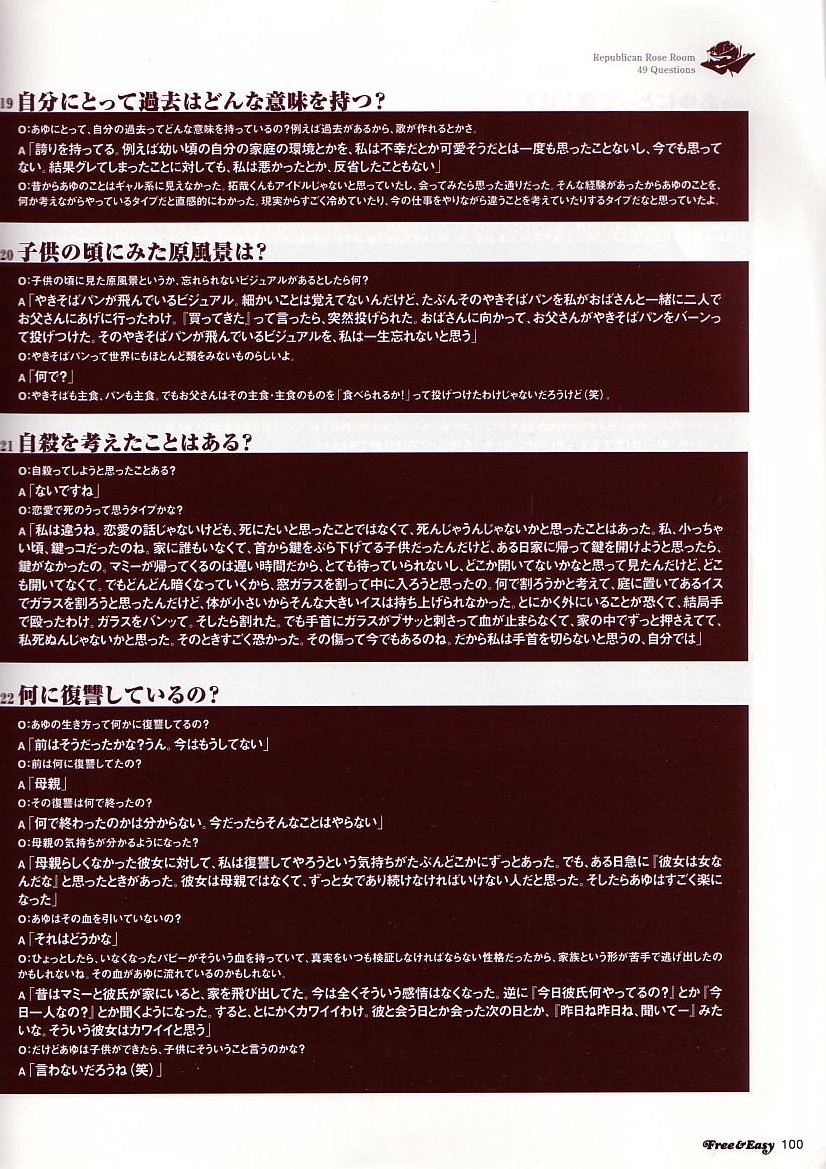 Republican Rose Room
49 Questions
19 自分にとって過去はどんな意味を持つ？
O：あゆにとって、自分の過去ってどんな意味を持っているの？例えば過去があるから、歌が作れるとかさ。
A「誇りを持ってる。例えば幼い頃の自分の家庭の環境とかを、私は不幸だとか可愛そうだとは一度も思ったことないし、今でも思って
ない。結果グレてしまったことに対しても、私は悪かったとか、反省したこともない」
O：昔からあゆのことはギャル系に見えなかった。拓哉くんもアイドルじゃないと思っていたし、会ってみたら思った通りだった。そんな経験があったからあゆのことを、
何か考えながらやっているタイプだと直感的にわかった。現実からすごく冷めていたり、今の仕事をやりながら違うことを考えていたりするタイプだなと思っていたよ。
20 子供の頃にみた原風景は？
O：子供の頃に見た原風景というか、忘れられないビジュアルがあるとしたら何？
A「やきそばパンが飛んでいるビジュアル。細かいことは覚えてないんだけど、たぶんそのやきそばパンを私がおばさんと一緒に二人で
お父さんにあげに行ったわけ。『買ってきた』って言ったら、突然投げられた。おばさんに向かって、お父さんがやきそばパンをバーンっ
て投げつけた。そのやきそばパンが飛んでいるビジュアルを、私は一生忘れないと思う」
O：やきそばパンって世界にもほとんど類をみないものらしいよ。
A「何で？」
O：やきそばも主食、パンも主食。でもお父さんはその主食・主食のものを「食べられるか！」って投げつけたわけじゃないだろうけど（笑）。
21 自殺を考えたことはある？
O：自殺ってしようと思ったことある？
A「ないですね」
O：恋愛で死のうって思うタイプかな？
A「私は違うね。恋愛の話じゃないけども、死にたいと思ったことではなくて、死んじゃうんじゃないかと思ったことはあった。私、小っちゃ
い頃、鍵っコだったのね。家に誰もいなくて、首から鍵をぶら下げてる子供だったんだけど、ある日家に帰って鍵を開けようと思ったら、
鍵がなかったの。マミーが帰ってくるのは遅い時間だから、とても待っていられないし、どこか開いてないかなと思って見たんだけど、どこ
も開いてなくて。でもどんどん暗くなっていくから、窓ガラスを割って中に入ろうと思ったの。何で割ろうかと考えて、庭に置いてあるイス
でガラスを割ろうと思ったんだけど、体が小さいからそんな大きいイスは持ち上げられなかった。とにかく外にいることが恐くて、結局手
で殴ったわけ。ガラスをバンッて。そしたら割れた。でも手首にガラスがブサッと刺さって血が止まらなくて、家の中でずっと押さえてて、
私死ぬんじゃないかと思った。そのときすごく恐かった。その傷って今でもあるのね。だから私は手首を切らないと思うの、自分では」
22 何に復讐しているの？
O：あゆの生き方って何かに復讐してるの？
A「前はそうだったかな？うん。今はもうしてない」
O：前は何に復讐してたの？
A「母親」
O：その復讐は何で終ったの？
A「何で終わったのかは分からない。今だったらそんなことはやらない」
O：母親の気持ちが分かるようになった？
A「母親らしくなかった彼女に対して、私は復讐してやろうという気持ちがたぶんどこかにずっとあった。でも、ある日急に『彼女は女な
んだな』と思ったときがあった。彼女は母親ではなくて、ずっと女であり続けなければいけない人だと思った。そしたらあゆはすごく楽に
なった」
O：あゆはその血を引いていないの？
A「それはどうかな」
O：ひょっとしたら、いなくなったパピーがそういう血を持っていて、真実をいつも検証しなければならない性格だったから、家族という形が苦手で逃げ出したの
かもしれないね。その血があゆに流れているのかもしれない。
A「昔はマミーと彼氏が家にいると、家を飛び出してた。今は全くそういう感情はなくなった。逆に『今日彼氏何やってるの？』とか『今
日一人なの？』とか聞くようになった。すると、とにかくカワイイわけ。彼と会う日とか会った次の日とか、『昨日ね昨日ね、聞いてー』みた
いな。そういう彼女はカワイイと思う」
O：だけどあゆは子供ができたら、子供にそういうこと言うのかな？
A「言わないだろうね（笑）」
Free&Easy 100